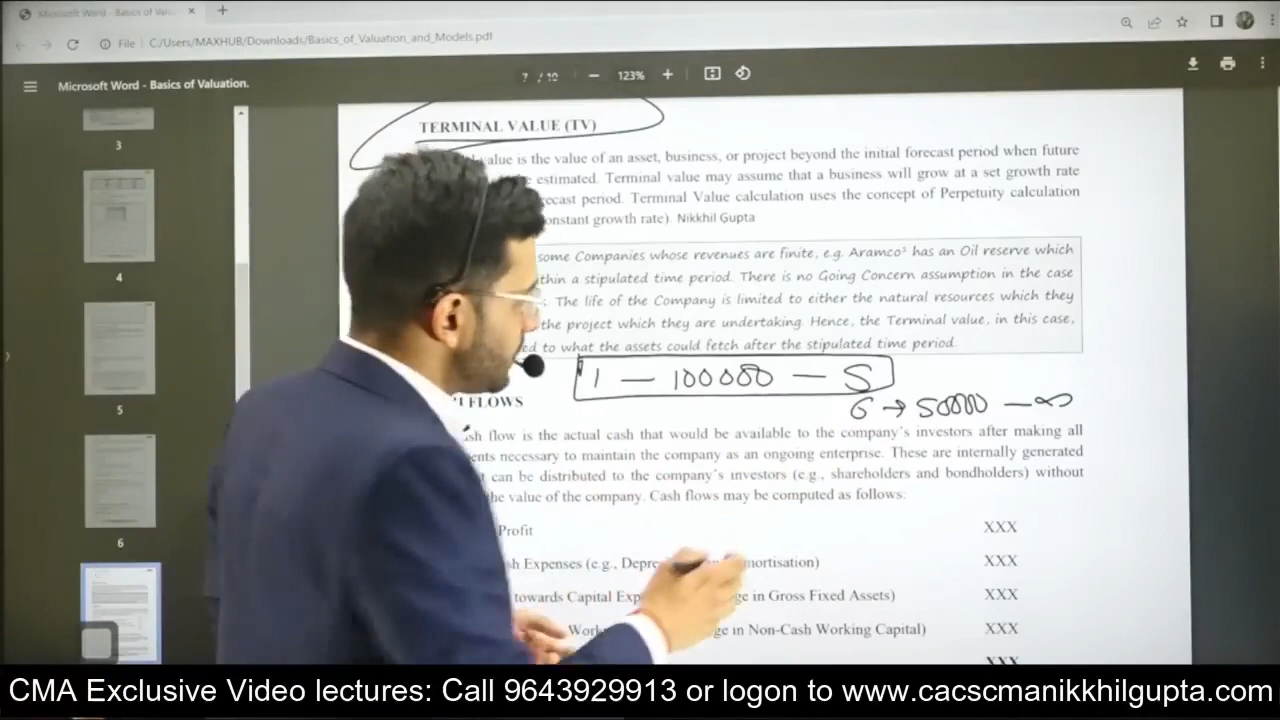 Microsoft Word - Basics of Valu...
File C:/Users/MAXHUB/Downloads/Basics_of_Valuation_and_Models.pdf
Microsoft Word - Basics of Valuation.
7 / 10
123%
3
4
5
6
TERMINAL VALUE (TV)
value is the value of an asset, business, or project beyond the initial forecast period when future
estimated. Terminal value may assume that a business will grow at a set growth rate
ecast period. Terminal Value calculation uses the concept of Perpetuity calculation
onstant growth rate). Nikkhil Gupta
some Companies whose revenues are finite, e.g. Aramco¹ has an Oil reserve which
thin a stipulated time period. There is no Going Concern assumption in the case
The life of the Company is limited to either the natural resources which they
the project which they are undertaking. Hence, the Terminal value, in this case,
ed to what the assets could fetch after the stipulated time period.
1 — 100000 — 5
6 → 50000 — ∞
FLOWS
sh flow is the actual cash that would be available to the company's investors after making all
ents necessary to maintain the company as an ongoing enterprise. These are internally generated
t can be distributed to the company's investors (e.g., shareholders and bondholders) without
the value of the company. Cash flows may be computed as follows:
Profit XXX
sh Expenses (e.g., Depre mortisation) XXX
towards Capital Exp ge in Gross Fixed Assets) XXX
Work ge in Non-Cash Working Capital) XXX
XXX
CMA Exclusive Video lectures: Call 9643929913 or logon to www.cacscmanikkhilgupta.com